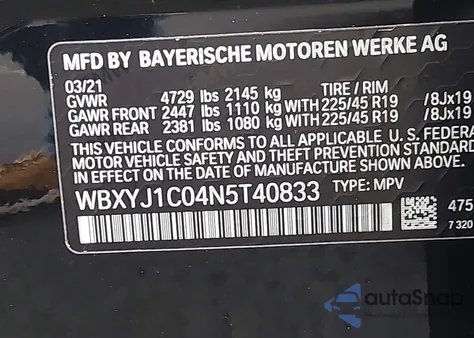 MFD BY BAYERISCHE MOTOREN WERKE AG
03/21 TIRE / RIM
GVWR 4729 lbs 2145 kg
GAWR FRONT 2447 lbs 1110 kg WITH 225/45 R19 /8Jx19
GAWR REAR 2381 lbs 1080 kg WITH 225/45 R19 /8Jx19
THIS VEHICLE CONFORMS TO ALL APPLICABLE U. S. FEDERA
MOTOR VEHICLE SAFETY AND THEFT PREVENTION STANDARD
IN EFFECT ON THE DATE OF MANUFACTURE SHOWN ABOVE.
WBXYJ1C04N5T40833 TYPE: MPV
475
7 320
autoSnap